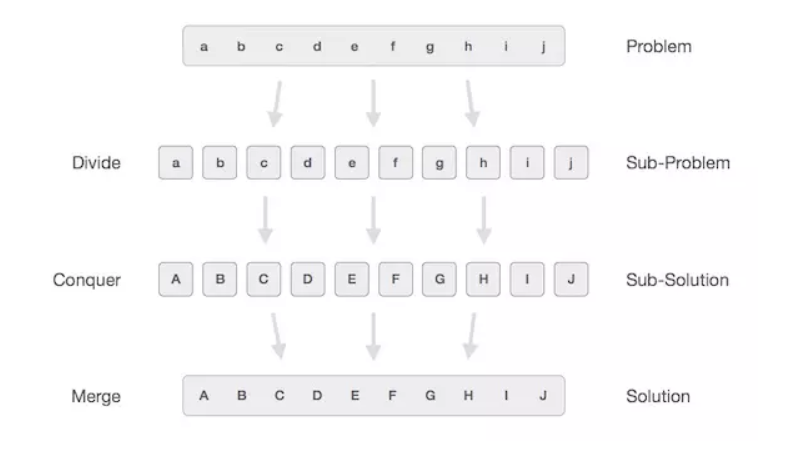 a b c d e f g h i j Problem
Divide a b c d e f g h i j Sub-Problem
Conquer A B C D E F G H I J Sub-Solution
Merge A B C D E F G H I J Solution